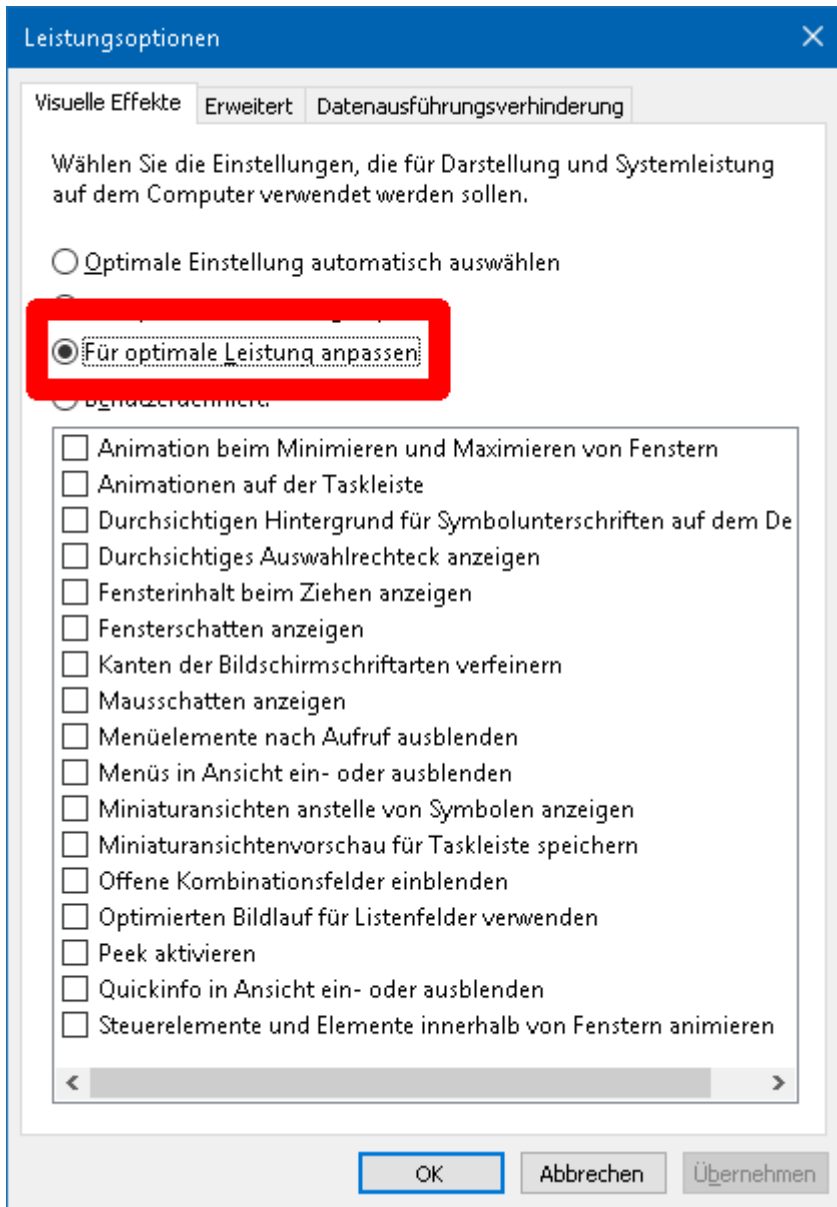 Leistungsoptionen
Visuelle Effekte
Erweitert
Datenausführungsverhinderung
Wählen Sie die Einstellungen, die für Darstellung und Systemleistung
auf dem Computer verwendet werden sollen.
Optimale Einstellung automatisch auswählen
Für optimale Leistung anpassen
Benutzerdefiniert:
Animation beim Minimieren und Maximieren von Fenstern
Animationen auf der Taskleiste
Durchsichtigen Hintergrund für Symbolunterschriften auf dem De
Durchsichtiges Auswahlrechteck anzeigen
Fensterinhalt beim Ziehen anzeigen
Fensterschatten anzeigen
Kanten der Bildschirmschriftarten verfeinern
Mausschatten anzeigen
Menüelemente nach Aufruf ausblenden
Menüs in Ansicht ein- oder ausblenden
Miniaturansichten anstelle von Symbolen anzeigen
Miniaturansichtenvorschau für Taskleiste speichern
Offene Kombinationsfelder einblenden
Optimierten Bildlauf für Listenfelder verwenden
Peek aktivieren
Quickinfo in Ansicht ein- oder ausblenden
Steuerelemente und Elemente innerhalb von Fenstern animieren
OK
Abbrechen
Übernehmen